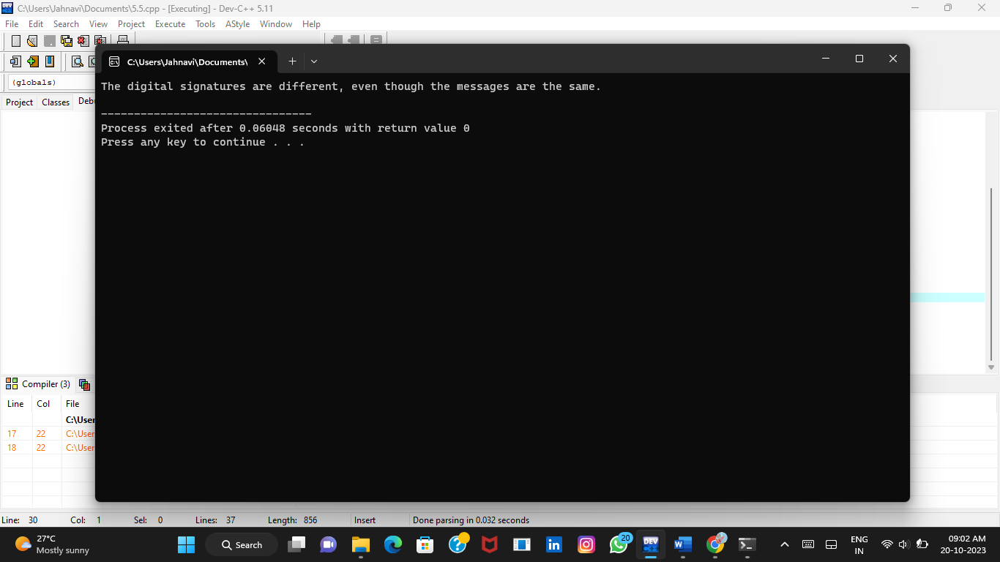 C:\Users\Jahnavi\Documents\5.5.cpp - [Executing] - Dev-C++ 5.11
File Edit Search View Project Execute Tools AStyle Window Help
C:\Users\Jahnavi\Documents\
(globals)
The digital signatures are different, even though the messages are the same.
Project Classes Deb
--------------------------------
Process exited after 0.06048 seconds with return value 0
Press any key to continue . . .
Compiler (3)
Line Col File
C:\User
17 22 C:\User
18 22 C:\User
Line: 30 Col: 1 Sel: 0 Lines: 37 Length: 856 Insert Done parsing in 0.032 seconds
27°C
Mostly sunny
Search
20
DEV
ENG
IN
09:02 AM
20-10-2023